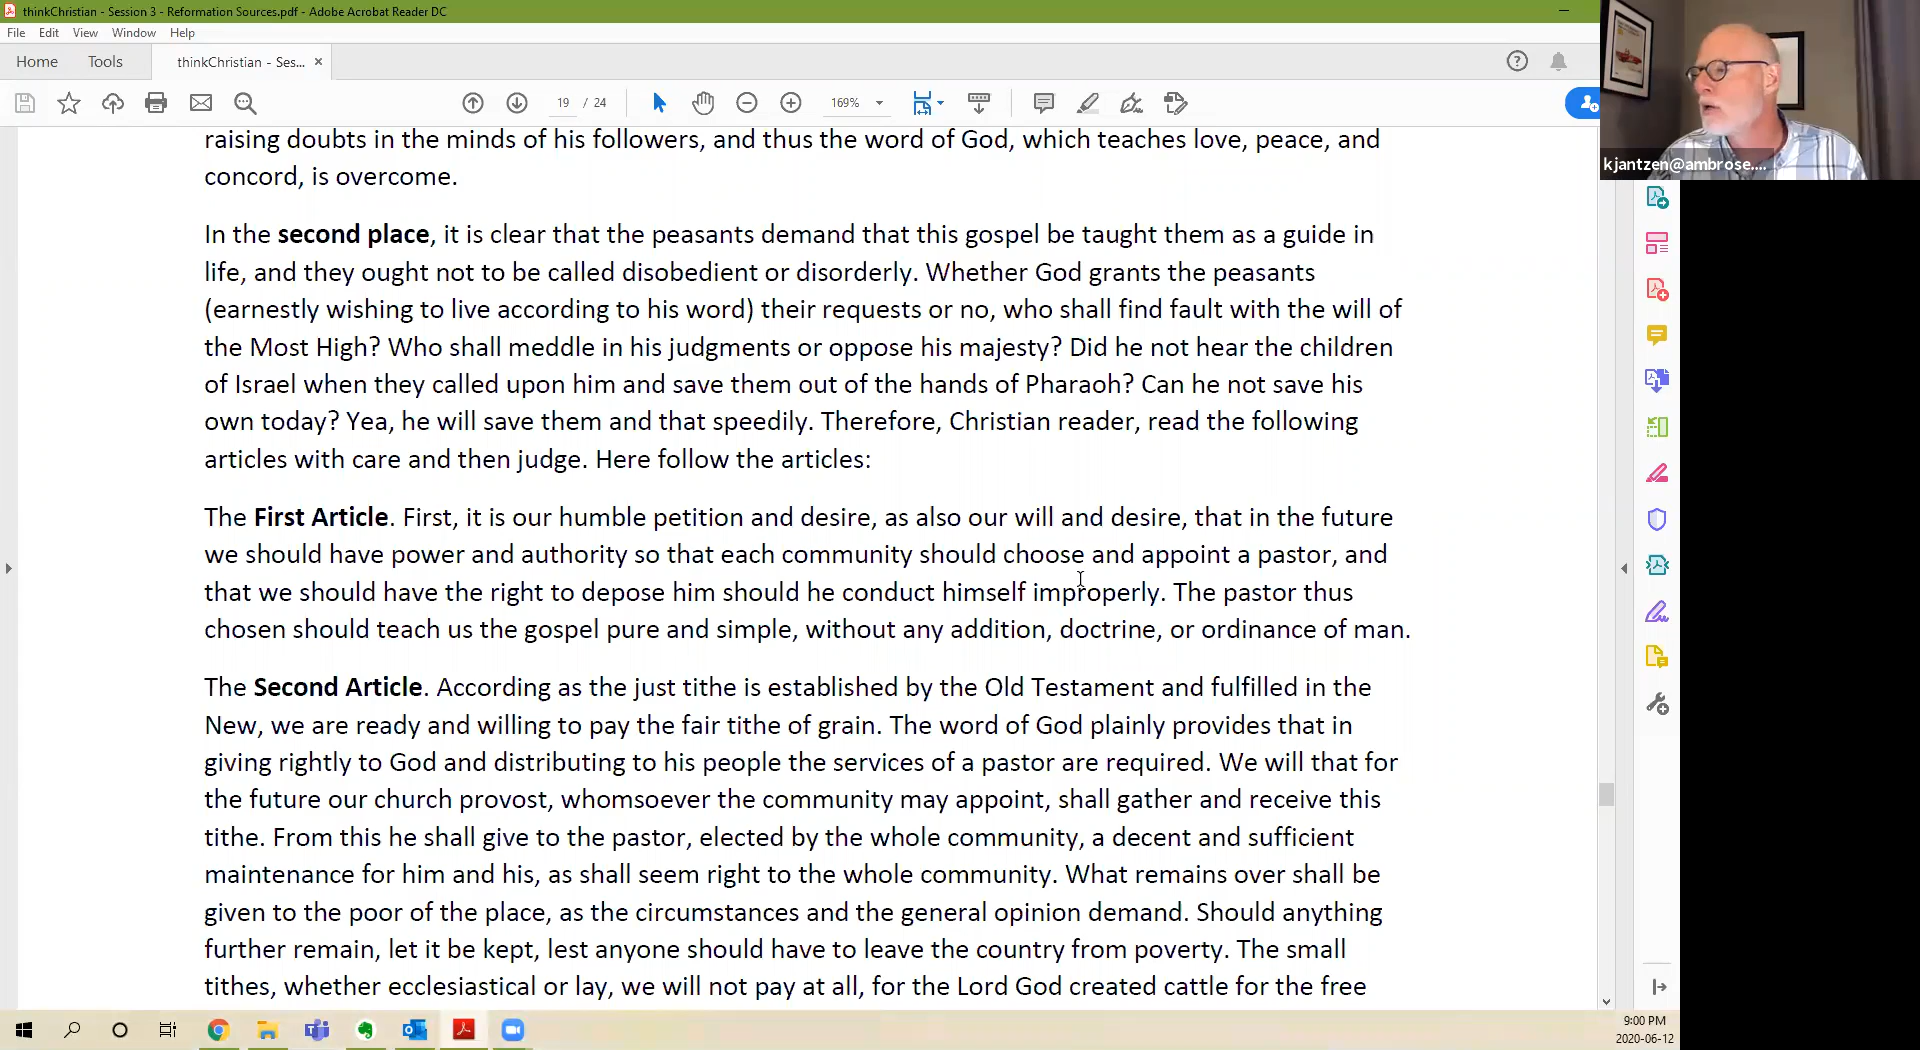 thinkChristian - Session 3 - Reformation Sources.pdf - Adobe Acrobat Reader DC
File Edit View Window Help
Home Tools thinkChristian - Ses... ×
19 / 24 169%
kjantzen@ambrose....
raising doubts in the minds of his followers, and thus the word of God, which teaches love, peace, and
concord, is overcome.
In the second place, it is clear that the peasants demand that this gospel be taught them as a guide in
life, and they ought not to be called disobedient or disorderly. Whether God grants the peasants
(earnestly wishing to live according to his word) their requests or no, who shall find fault with the will of
the Most High? Who shall meddle in his judgments or oppose his majesty? Did he not hear the children
of Israel when they called upon him and save them out of the hands of Pharaoh? Can he not save his
own today? Yea, he will save them and that speedily. Therefore, Christian reader, read the following
articles with care and then judge. Here follow the articles:
The First Article. First, it is our humble petition and desire, as also our will and desire, that in the future
we should have power and authority so that each community should choose and appoint a pastor, and
that we should have the right to depose him should he conduct himself improperly. The pastor thus
chosen should teach us the gospel pure and simple, without any addition, doctrine, or ordinance of man.
The Second Article. According as the just tithe is established by the Old Testament and fulfilled in the
New, we are ready and willing to pay the fair tithe of grain. The word of God plainly provides that in
giving rightly to God and distributing to his people the services of a pastor are required. We will that for
the future our church provost, whomsoever the community may appoint, shall gather and receive this
tithe. From this he shall give to the pastor, elected by the whole community, a decent and sufficient
maintenance for him and his, as shall seem right to the whole community. What remains over shall be
given to the poor of the place, as the circumstances and the general opinion demand. Should anything
further remain, let it be kept, lest anyone should have to leave the country from poverty. The small
tithes, whether ecclesiastical or lay, we will not pay at all, for the Lord God created cattle for the free
9:00 PM
2020-06-12